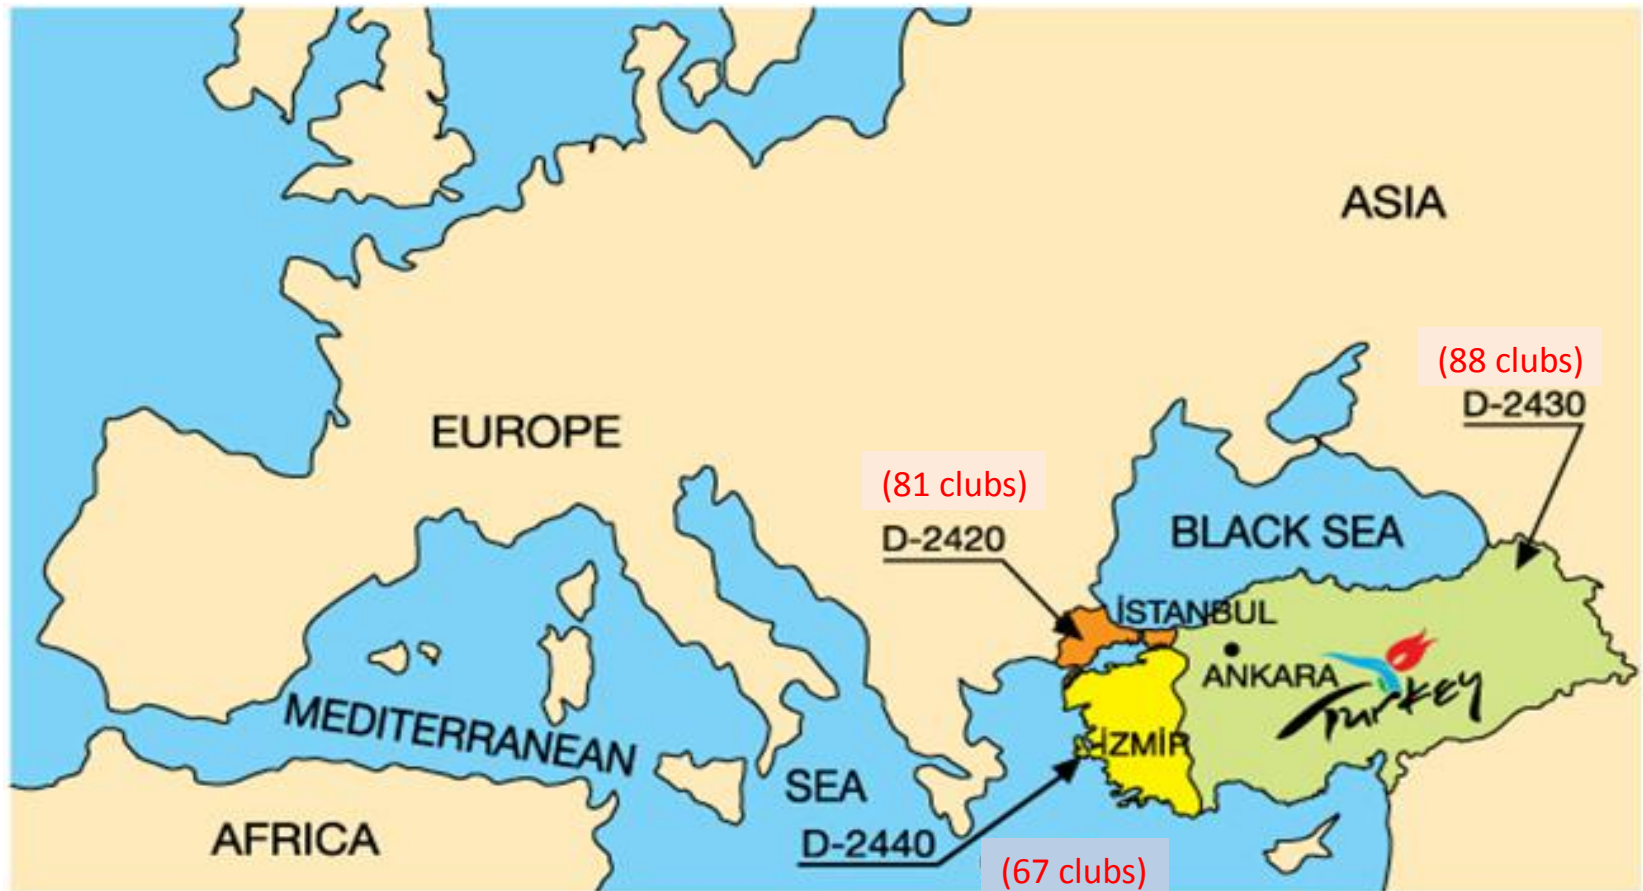 ASIA
(88 clubs)
D-2430
EUROPE
(81 clubs)
D-2420
BLACK SEA
İSTANBUL
ANKARA
Turkey
MEDITERRANEAN
SEA
İZMİR
AFRICA
D-2440
(67 clubs)